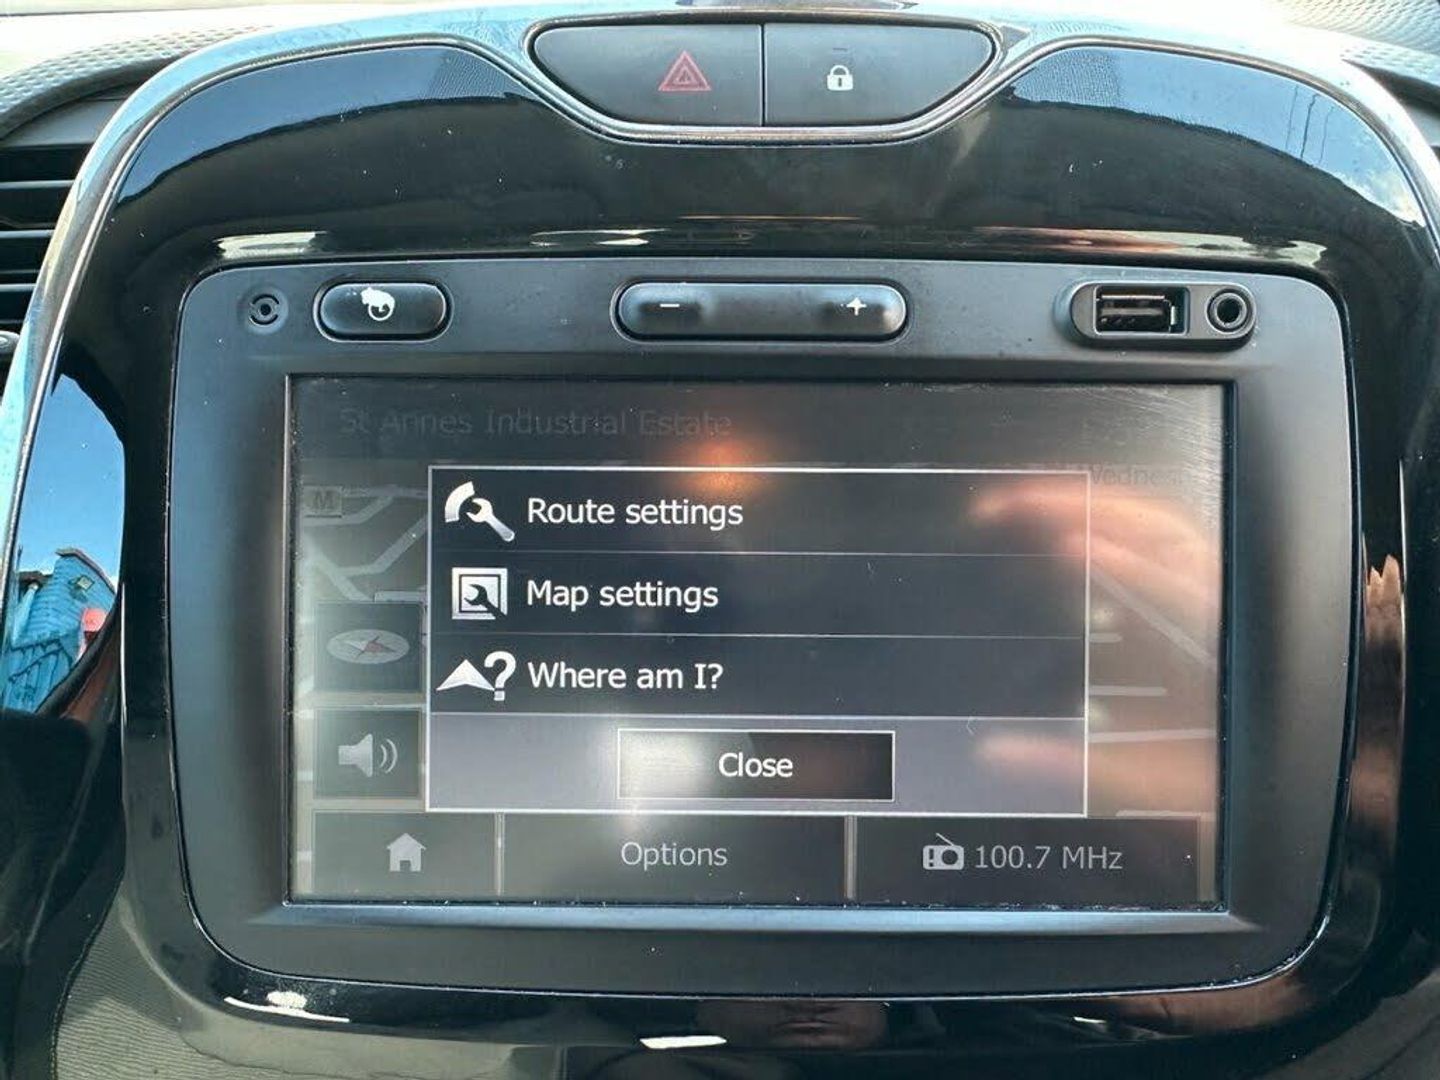 St Annes Industrial Estate
M
Route settings
Map settings
Where am I?
Close
Options
100.7 MHz